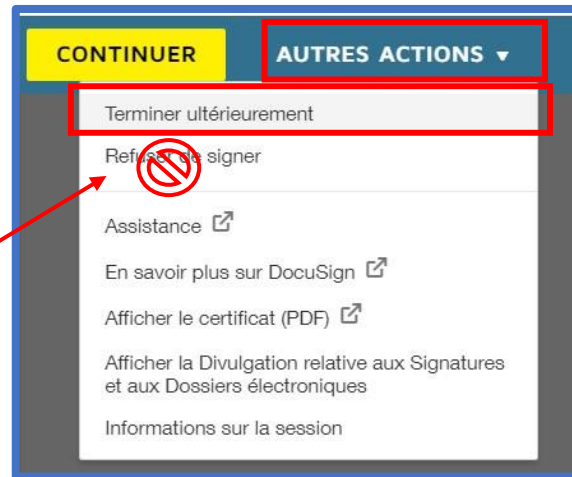 CONTINUER AUTRES ACTIONS
Terminer ultérieurement
Refuser de signer
Assistance
En savoir plus sur DocuSign
Afficher le certificat (PDF)
Afficher la Divulgation relative aux Signatures
et aux Dossiers électroniques
Informations sur la session